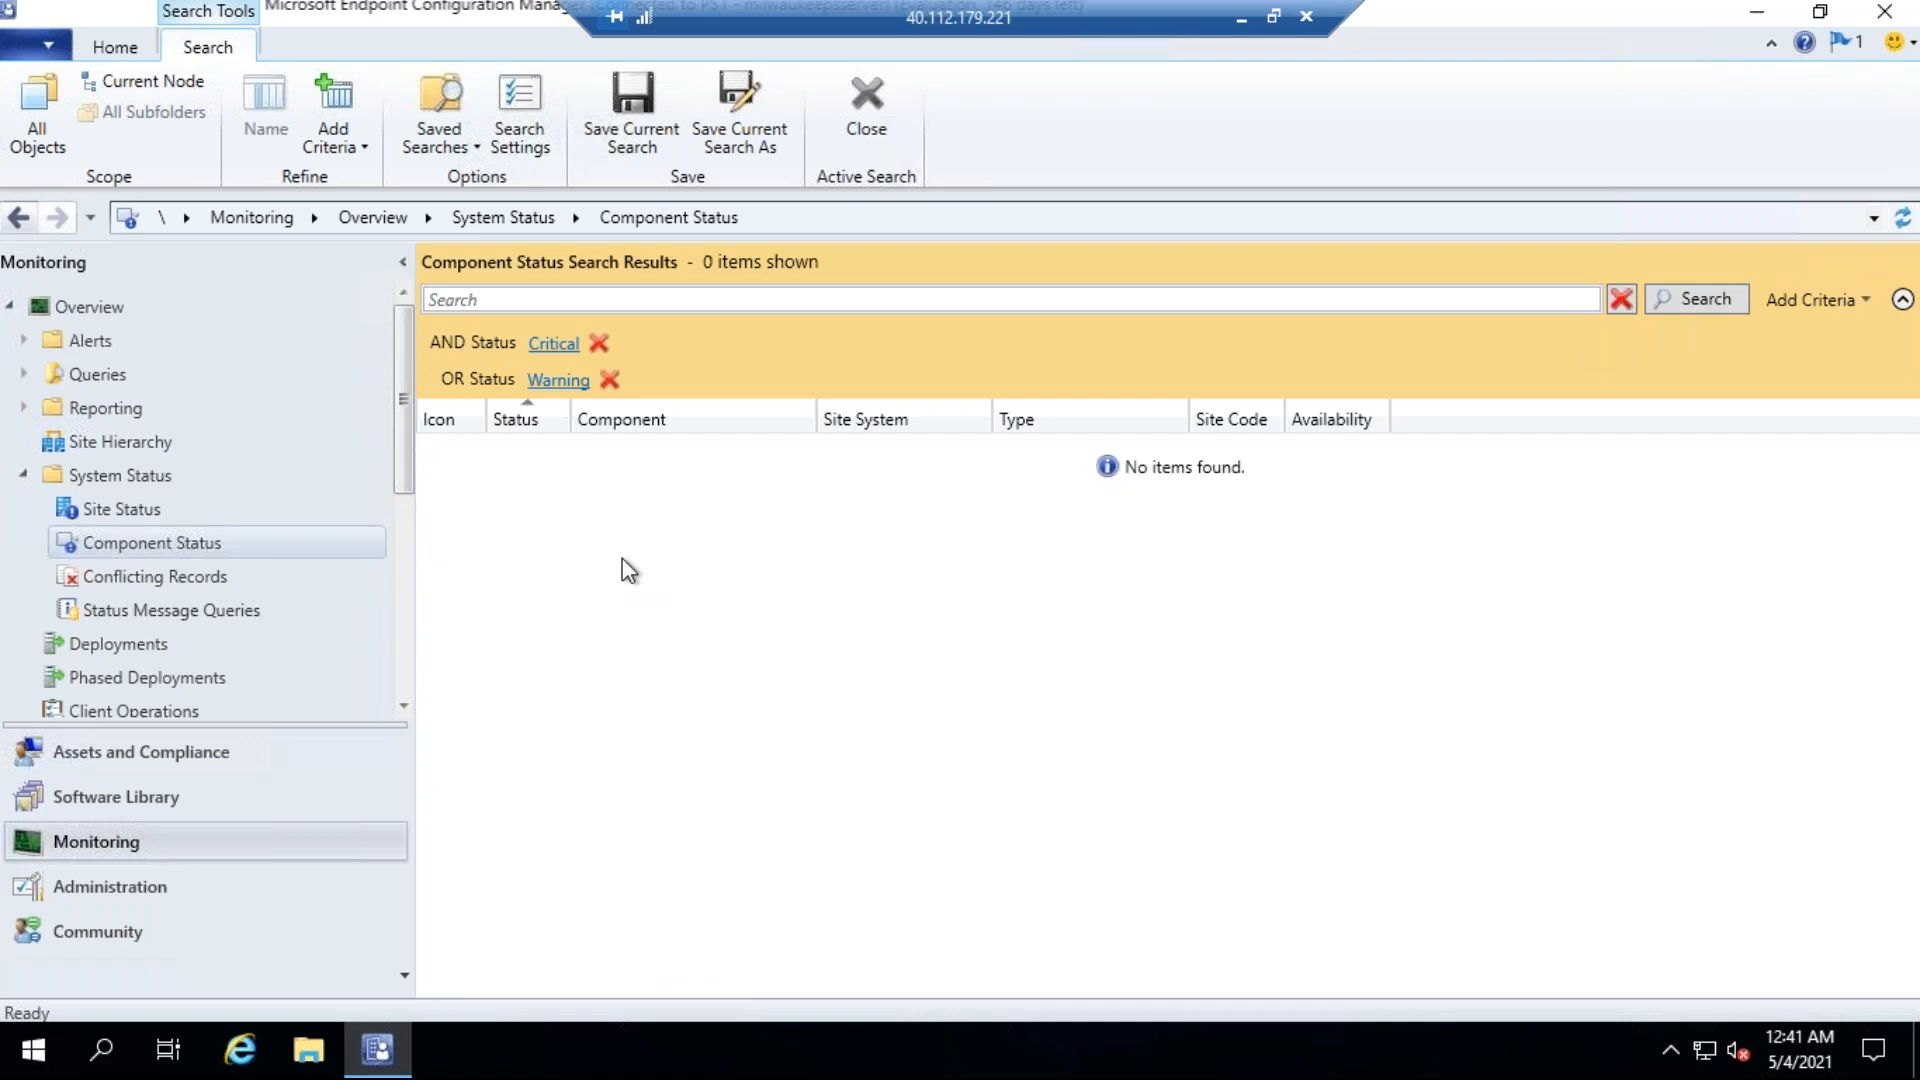 Search Tools
Microsoft Endpoint Configuration Manager
40.112.179.221
Home
Search
1
All Objects
Current Node
All Subfolders
Scope
Name
Add Criteria
Refine
Saved Searches
Search Settings
Options
Save Current Search
Save Current Search As
Save
Close
Active Search
\ Monitoring Overview System Status Component Status
Monitoring
Overview
Alerts
Queries
Reporting
Site Hierarchy
System Status
Site Status
Component Status
Conflicting Records
Status Message Queries
Deployments
Phased Deployments
Client Operations
Assets and Compliance
Software Library
Monitoring
Administration
Community
Component Status Search Results - 0 items shown
Search
Search
Add Criteria
AND Status Critical
OR Status Warning
Icon Status Component Site System Type Site Code Availability
No items found.
Ready
12:41 AM
5/4/2021